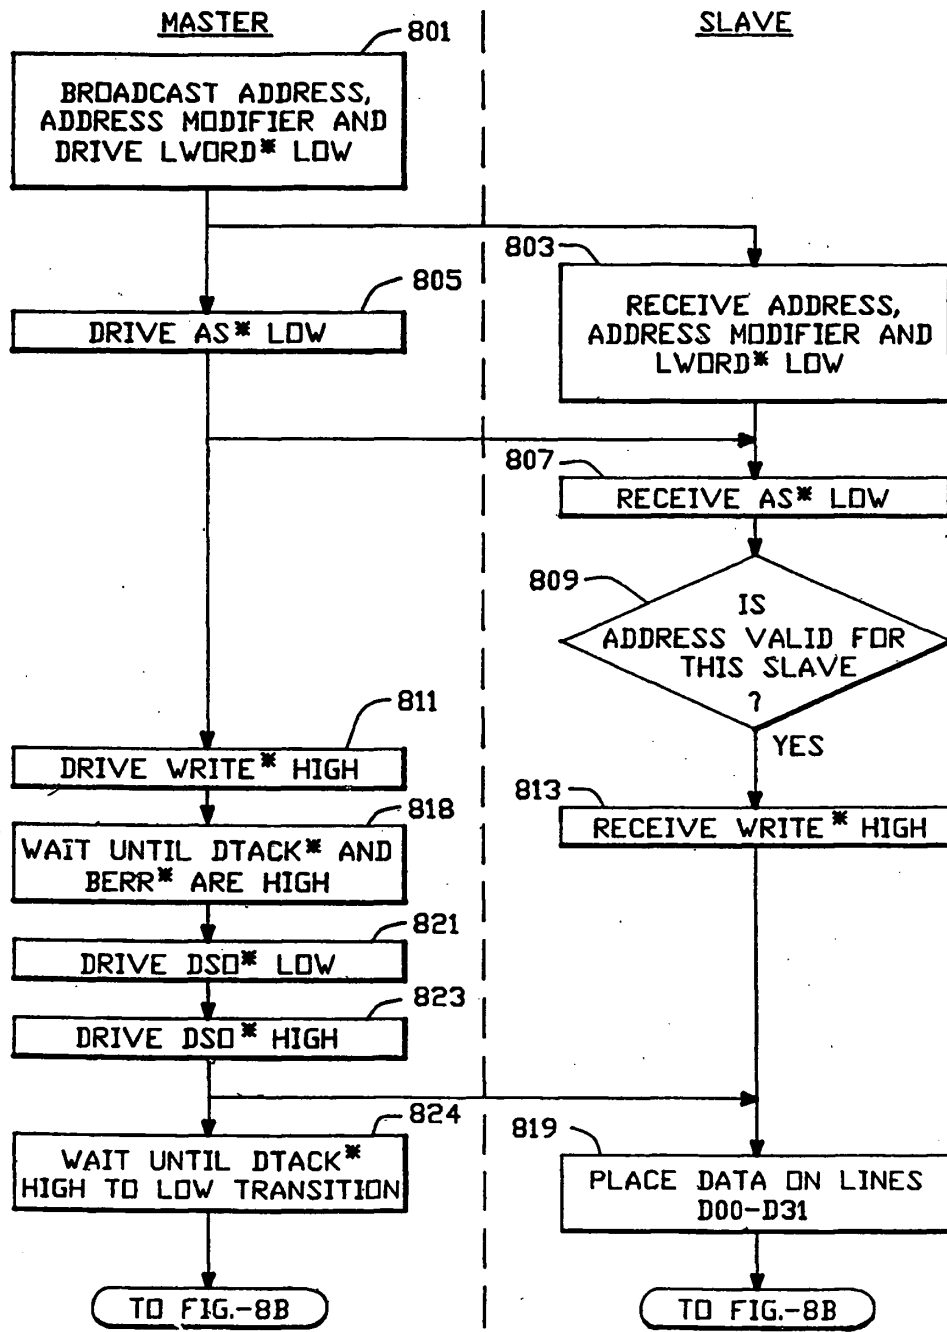 MASTER
801
BROADCAST ADDRESS,
ADDRESS MODIFIER AND
DRIVE LWORD* LOW
805
DRIVE AS* LOW
811
DRIVE WRITE* HIGH
818
WAIT UNTIL DTACK* AND
BERR* ARE HIGH
821
DRIVE DSO* LOW
823
DRIVE DSO* HIGH
824
WAIT UNTIL DTACK*
HIGH TO LOW TRANSITION
TO FIG.-8B
SLAVE
803
RECEIVE ADDRESS,
ADDRESS MODIFIER AND
LWORD* LOW
807
RECEIVE AS* LOW
809
IS
ADDRESS VALID FOR
THIS SLAVE
?
YES
813
RECEIVE WRITE* HIGH
819
PLACE DATA ON LINES
D00-D31
TO FIG.-8B